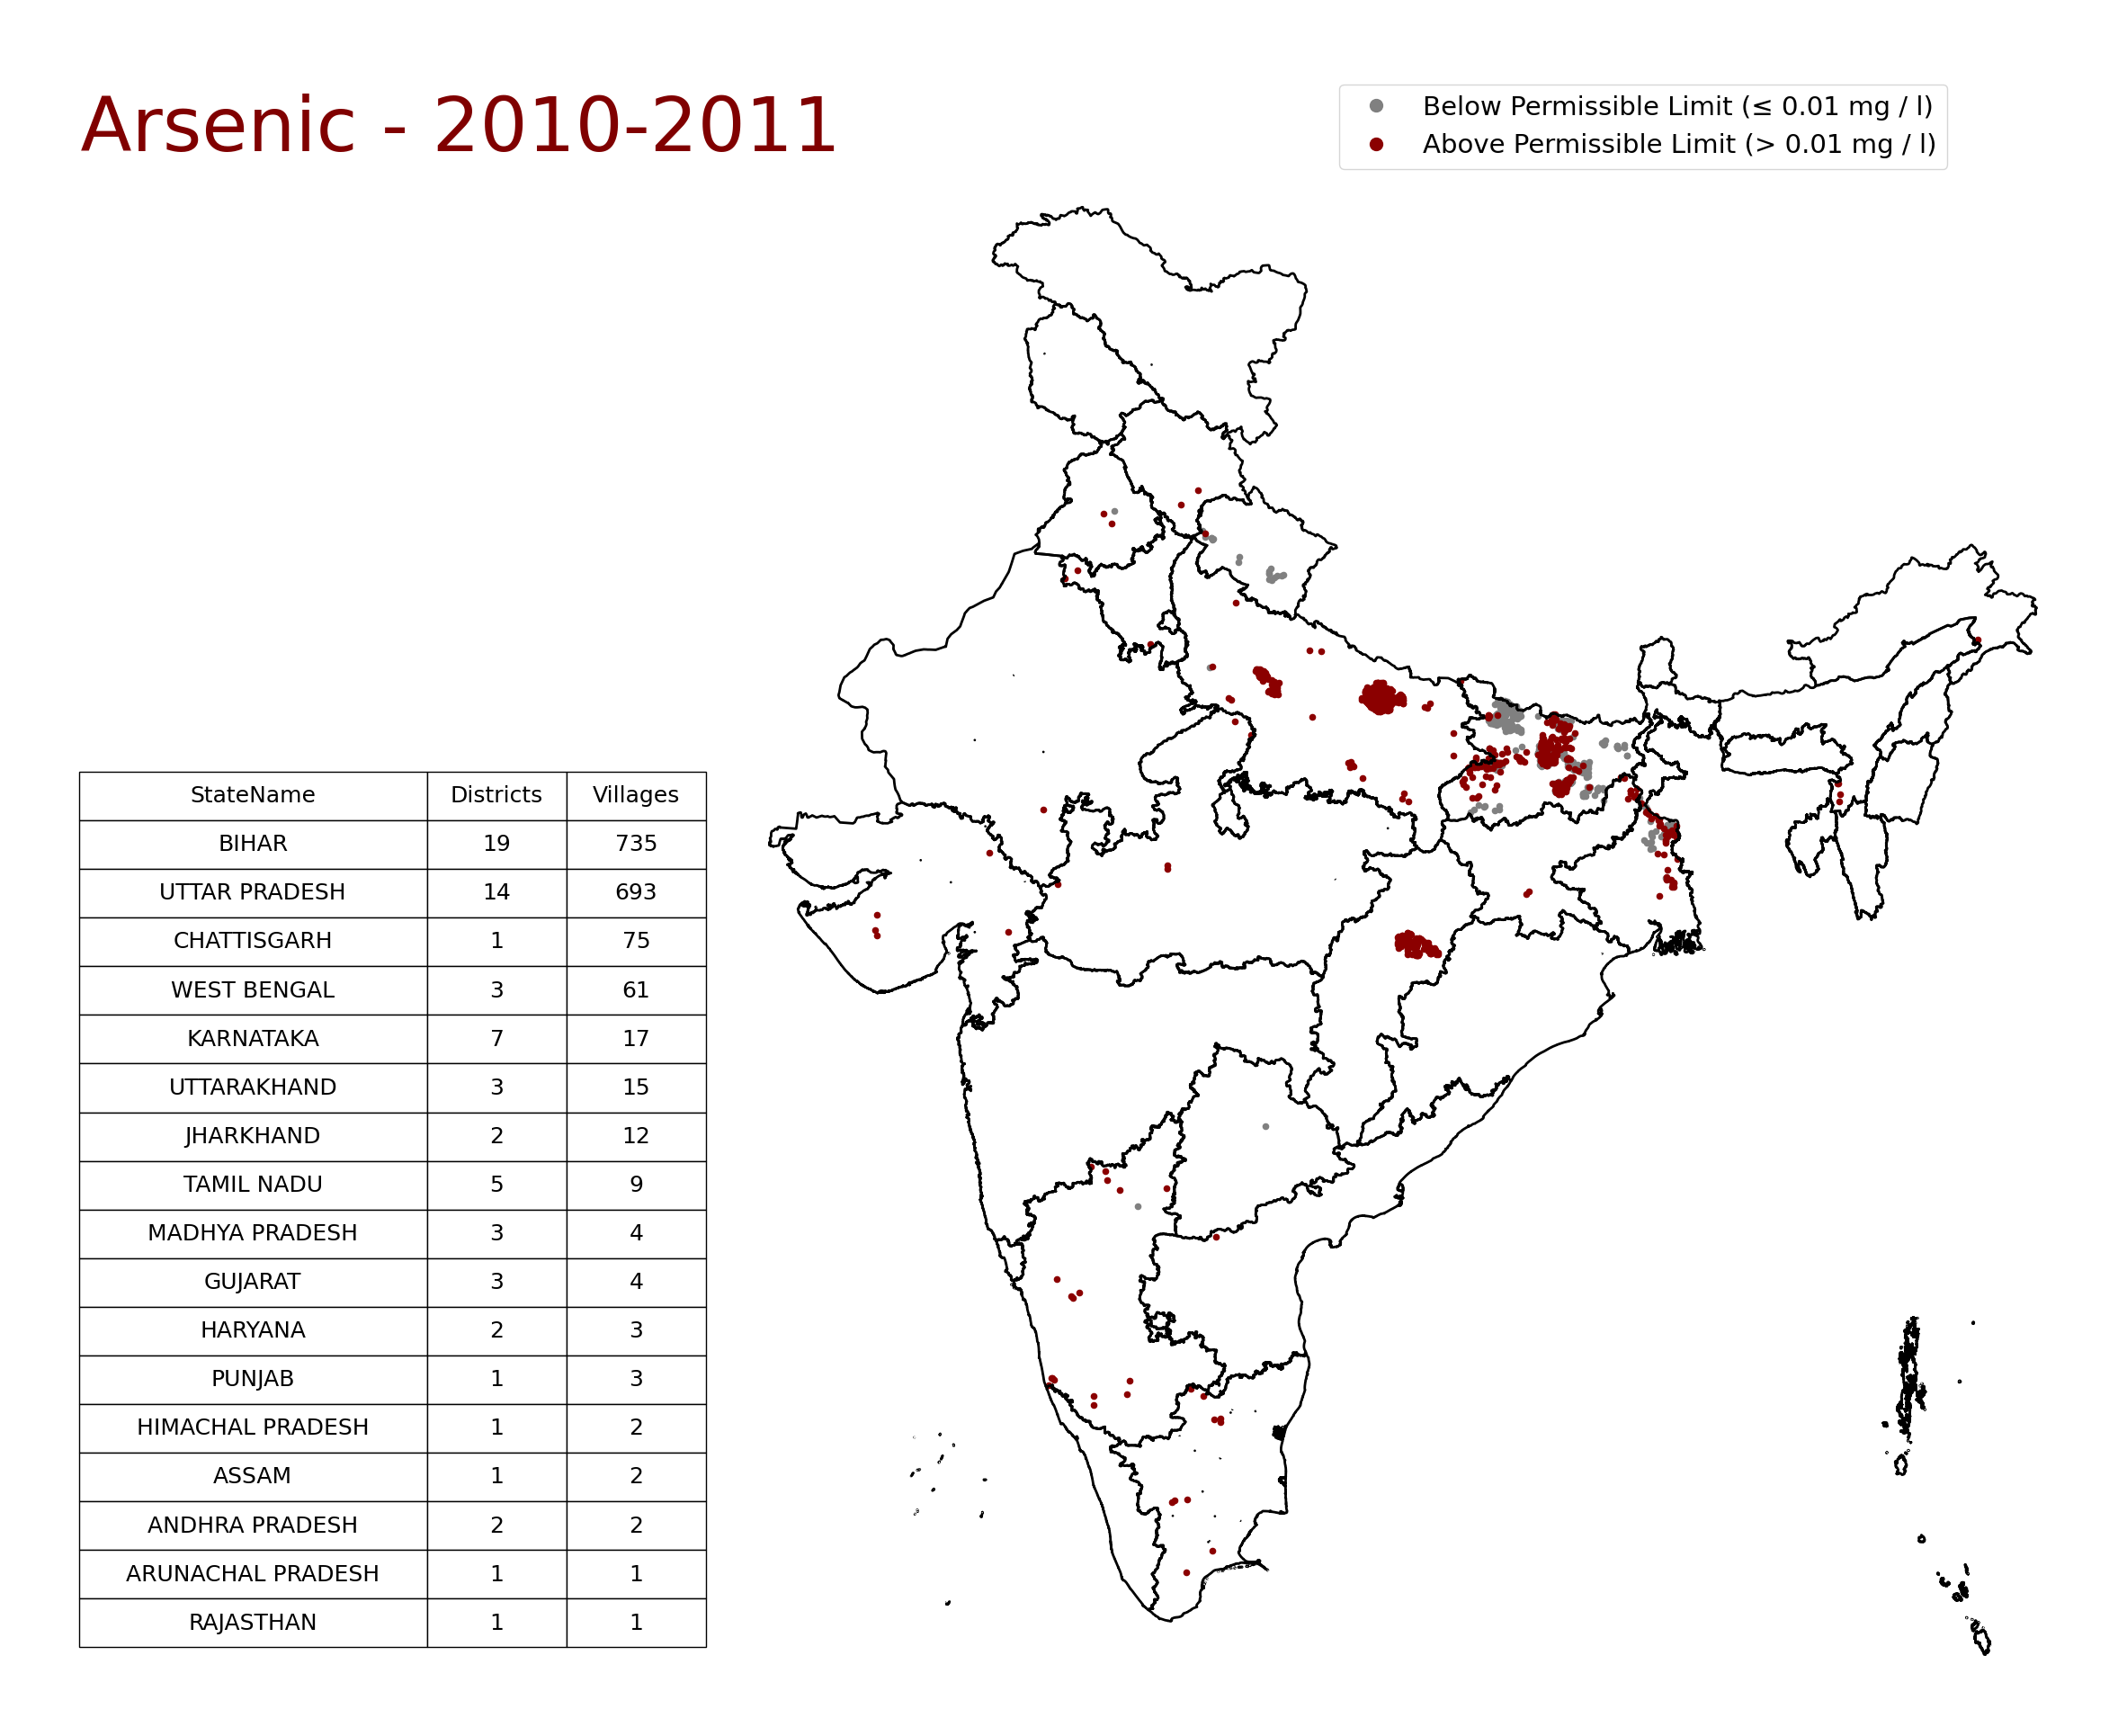 Arsenic - 2010-2011
Below Permissible Limit (≤ 0.01 mg / l)
Above Permissible Limit (> 0.01 mg / l)
StateName Districts Villages
BIHAR 19 735
UTTAR PRADESH 14 693
CHATTISGARH 1 75
WEST BENGAL 3 61
KARNATAKA 7 17
UTTARAKHAND 3 15
JHARKHAND 2 12
TAMIL NADU 5 9
MADHYA PRADESH 3 4
GUJARAT 3 4
HARYANA 2 3
PUNJAB 1 3
HIMACHAL PRADESH 1 2
ASSAM 1 2
ANDHRA PRADESH 2 2
ARUNACHAL PRADESH 1 1
RAJASTHAN 1 1